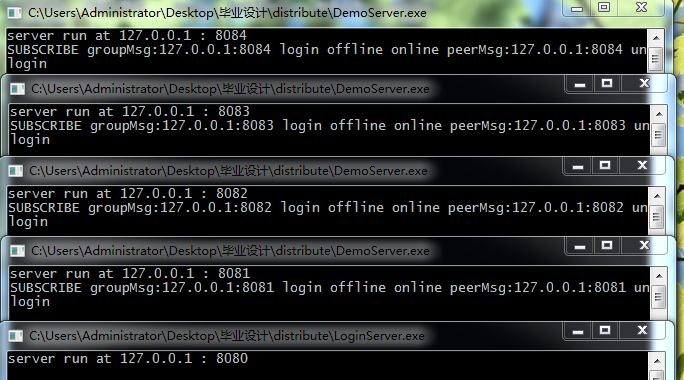 C:\Users\Administrator\Desktop\毕业设计\distribute\DemoServer.exe
server run at 127.0.0.1 : 8084
SUBSCRIBE groupMsg:127.0.0.1:8084 login offline online peerMsg:127.0.0.1:8084 un
login
C:\Users\Administrator\Desktop\毕业设计\distribute\DemoServer.exe
server run at 127.0.0.1 : 8083
SUBSCRIBE groupMsg:127.0.0.1:8083 login offline online peerMsg:127.0.0.1:8083 un
login
C:\Users\Administrator\Desktop\毕业设计\distribute\DemoServer.exe
server run at 127.0.0.1 : 8082
SUBSCRIBE groupMsg:127.0.0.1:8082 login offline online peerMsg:127.0.0.1:8082 un
login
C:\Users\Administrator\Desktop\毕业设计\distribute\DemoServer.exe
server run at 127.0.0.1 : 8081
SUBSCRIBE groupMsg:127.0.0.1:8081 login offline online peerMsg:127.0.0.1:8081 un
login
C:\Users\Administrator\Desktop\毕业设计\distribute\LoginServer.exe
server run at 127.0.0.1 : 8080